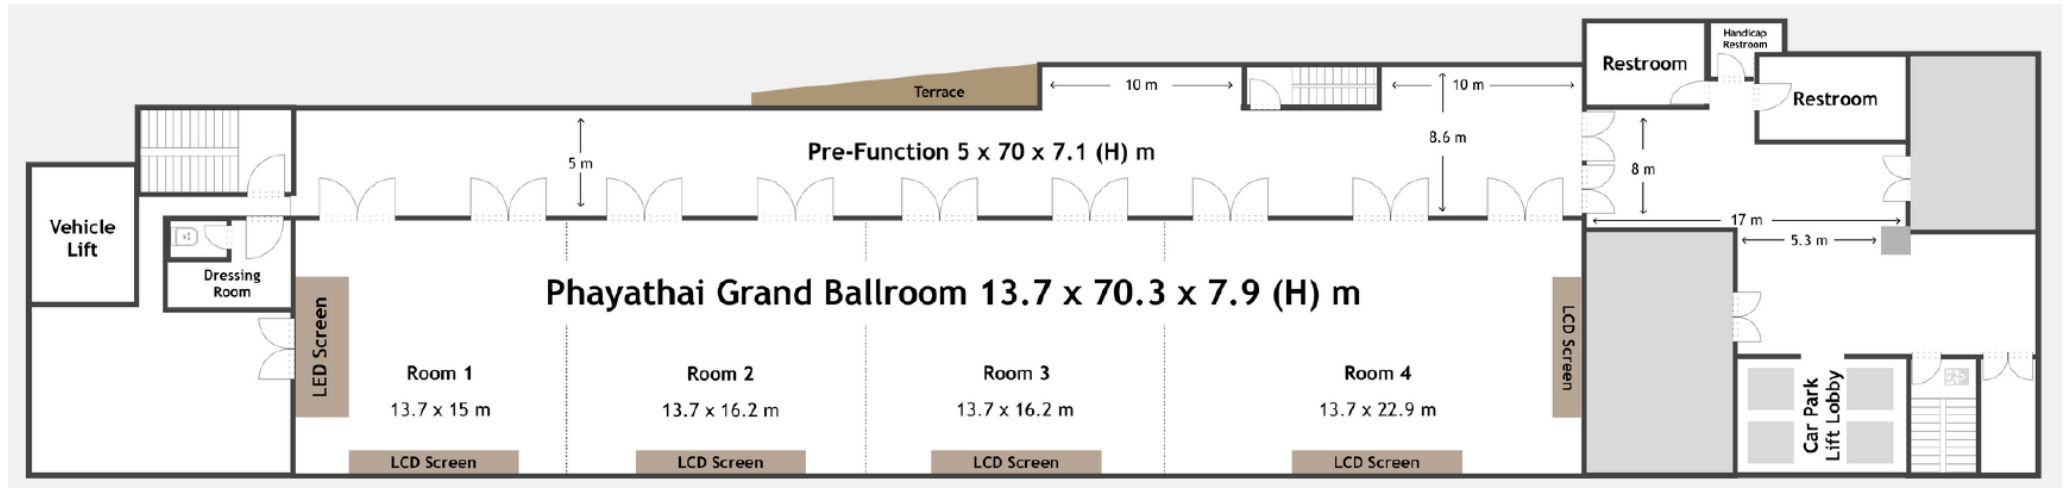 Handicap
Restroom
Restroom
Restroom
Terrace
10 m
10 m
8.6 m
Pre-Function 5 x 70 x 7.1 (H) m
5 m
8 m
17 m
5.3 m
Vehicle
Lift
Dressing
Room
Phayathai Grand Ballroom 13.7 x 70.3 x 7.9 (H) m
LED Screen
LCD Screen
Room 1
13.7 x 15 m
Room 2
13.7 x 16.2 m
Room 3
13.7 x 16.2 m
Room 4
13.7 x 22.9 m
LCD Screen
LCD Screen
LCD Screen
LCD Screen
Car Park
Lift Lobby